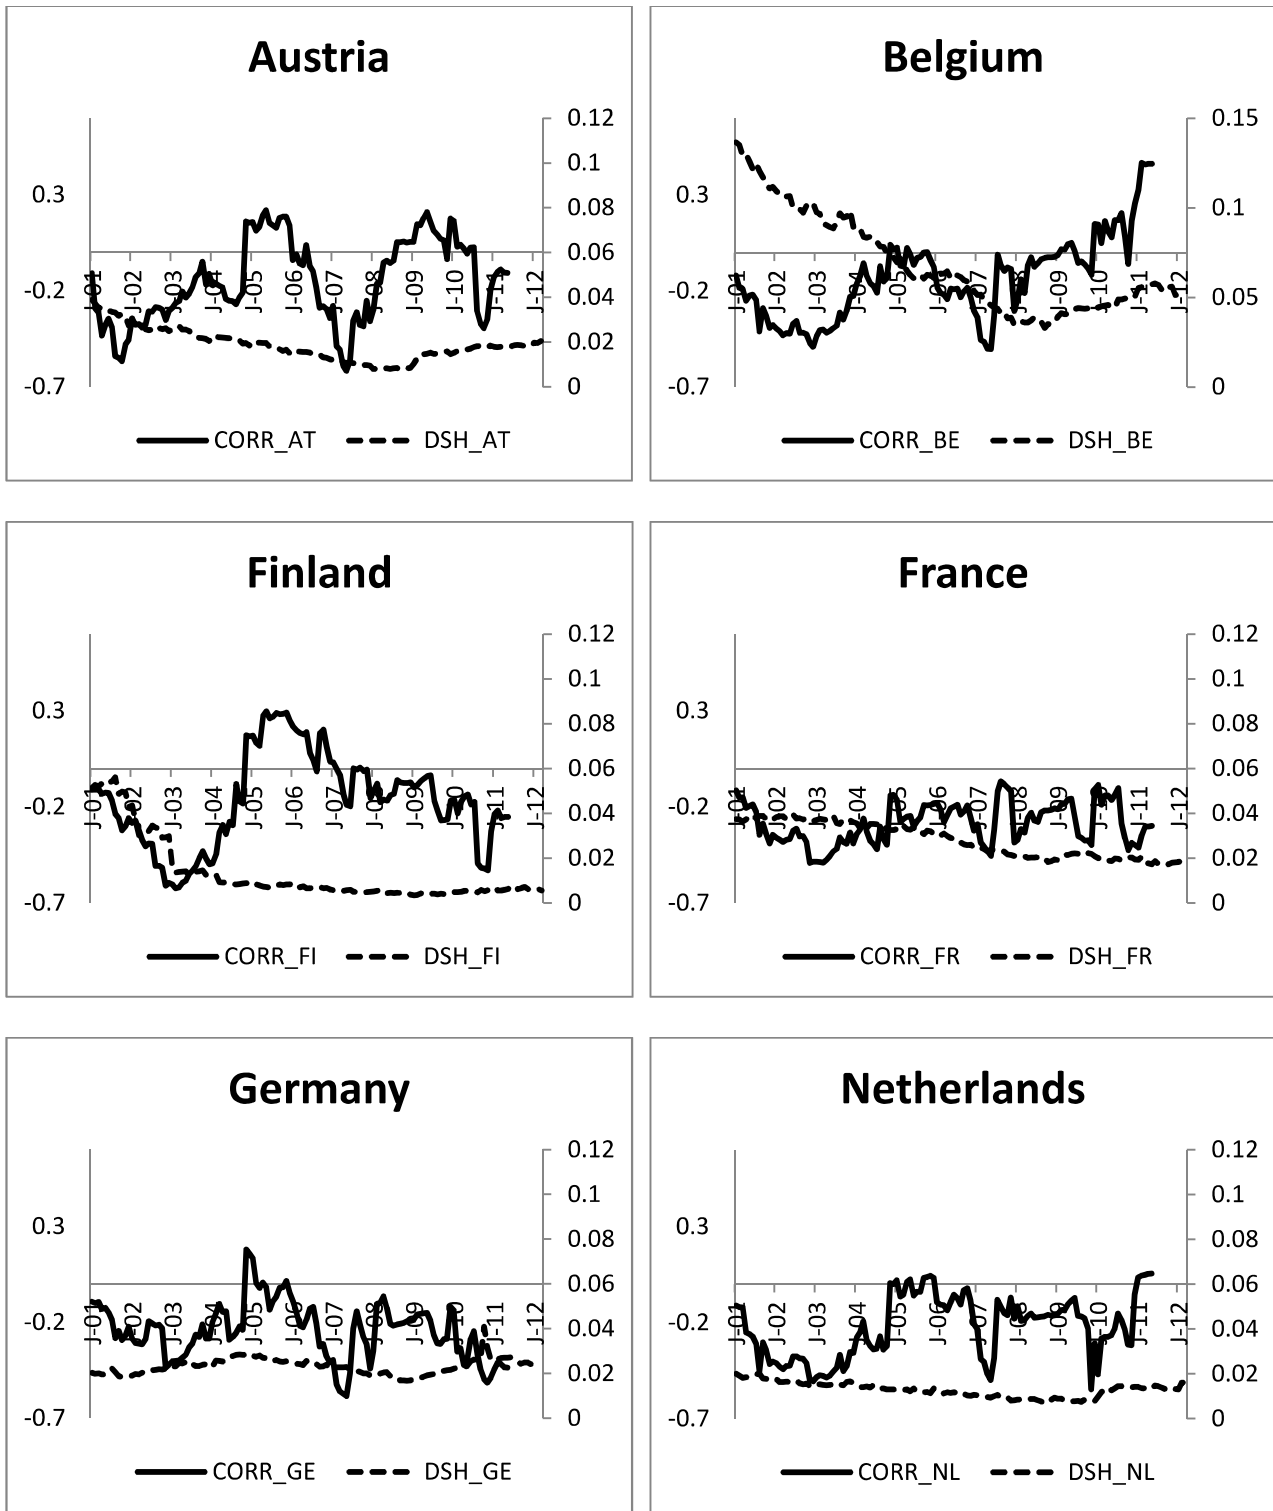 Austria
0.12
0.1
0.08
0.06
0.04
0.02
0
0.3
-0.2
-0.7
J-01
J-02
J-03
J-04
J-05
J-06
J-07
J-08
J-09
J-10
J-11
J-12
CORR_AT DSH_AT
Belgium
0.15
0.1
0.05
0
0.3
-0.2
-0.7
J-01
J-02
J-03
J-04
J-05
J-06
J-07
J-08
J-09
J-10
J-11
J-12
CORR_BE DSH_BE
Finland
0.12
0.1
0.08
0.06
0.04
0.02
0
0.3
-0.2
-0.7
J-01
J-02
J-03
J-04
J-05
J-06
J-07
J-08
J-09
J-10
J-11
J-12
CORR_FI DSH_FI
France
0.12
0.1
0.08
0.06
0.04
0.02
0
0.3
-0.2
-0.7
J-01
J-02
J-03
J-04
J-05
J-06
J-07
J-08
J-09
J-10
J-11
J-12
CORR_FR DSH_FR
Germany
0.12
0.1
0.08
0.06
0.04
0.02
0
0.3
-0.2
-0.7
J-01
J-02
J-03
J-04
J-05
J-06
J-07
J-08
J-09
J-10
J-11
J-12
CORR_GE DSH_GE
Netherlands
0.12
0.1
0.08
0.06
0.04
0.02
0
0.3
-0.2
-0.7
J-01
J-02
J-03
J-04
J-05
J-06
J-07
J-08
J-09
J-10
J-11
J-12
CORR_NL DSH_NL